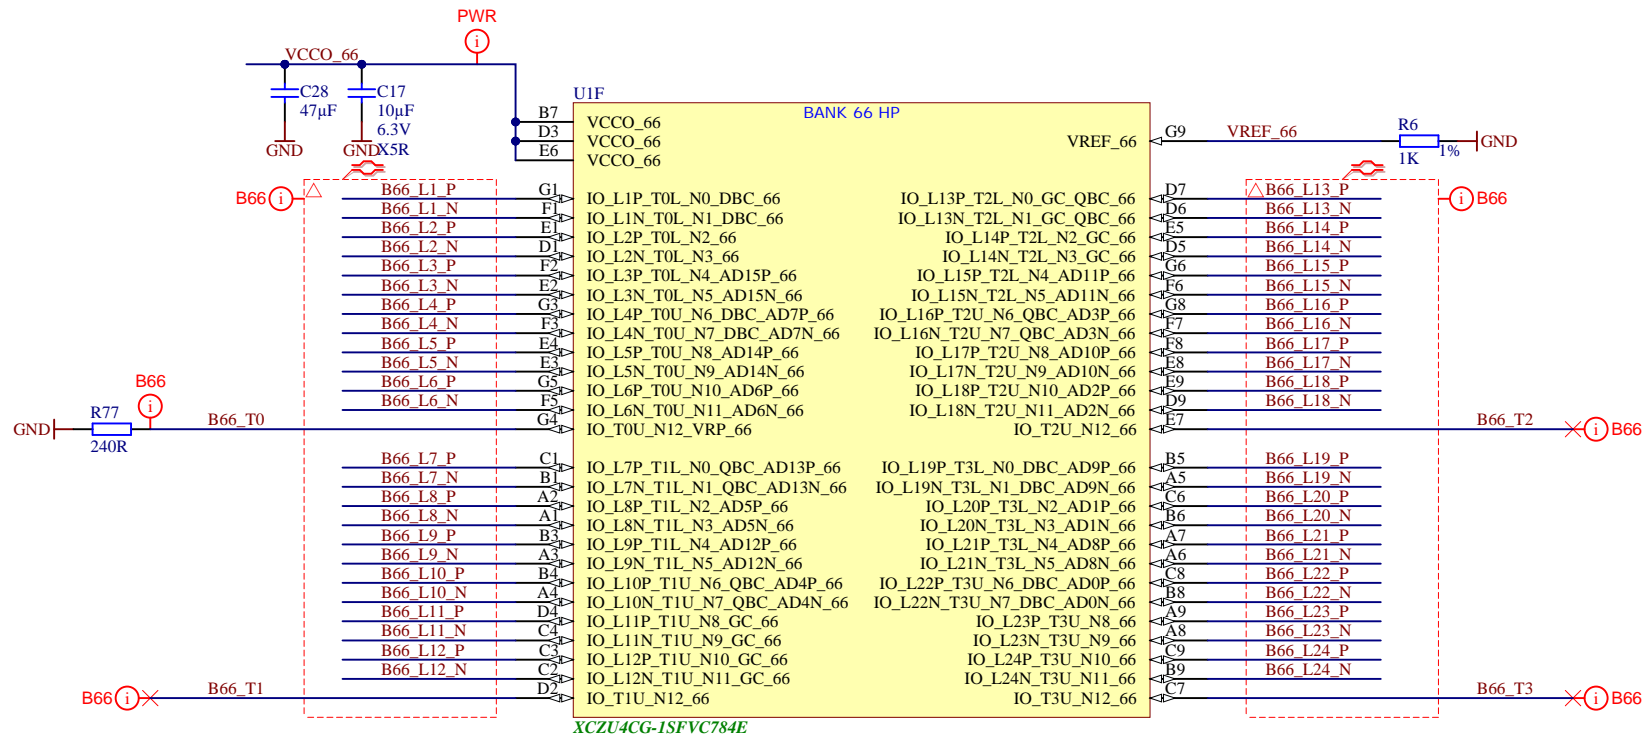 PWR
i
VCCO_66
C28
47µF
GND
C17
10µF
6.3V
X5R
GND
U1F
BANK 66 HP
B7 VCCO_66
D3 VCCO_66
E6 VCCO_66
VREF_66 G9 VREF_66
R6
1K
1%
GND
B66 i
i B66
B66_L1_P G1 IO_L1P_T0L_N0_DBC_66
B66_L1_N F1 IO_L1N_T0L_N1_DBC_66
B66_L2_P E1 IO_L2P_T0L_N2_66
B66_L2_N D1 IO_L2N_T0L_N3_66
B66_L3_P F2 IO_L3P_T0L_N4_AD15P_66
B66_L3_N E2 IO_L3N_T0L_N5_AD15N_66
B66_L4_P G3 IO_L4P_T0U_N6_DBC_AD7P_66
B66_L4_N F3 IO_L4N_T0U_N7_DBC_AD7N_66
B66_L5_P E4 IO_L5P_T0U_N8_AD14P_66
B66_L5_N E3 IO_L5N_T0U_N9_AD14N_66
B66_L6_P G5 IO_L6P_T0U_N10_AD6P_66
B66_L6_N F5 IO_L6N_T0U_N11_AD6N_66
B66
i
GND
R77
240R
B66_T0 G4 IO_T0U_N12_VRP_66
B66_L7_P C1 IO_L7P_T1L_N0_QBC_AD13P_66
B66_L7_N B1 IO_L7N_T1L_N1_QBC_AD13N_66
B66_L8_P A2 IO_L8P_T1L_N2_AD5P_66
B66_L8_N A1 IO_L8N_T1L_N3_AD5N_66
B66_L9_P B3 IO_L9P_T1L_N4_AD12P_66
B66_L9_N A3 IO_L9N_T1L_N5_AD12N_66
B66_L10_P B4 IO_L10P_T1U_N6_QBC_AD4P_66
B66_L10_N A4 IO_L10N_T1U_N7_QBC_AD4N_66
B66_L11_P D4 IO_L11P_T1U_N8_GC_66
B66_L11_N C4 IO_L11N_T1U_N9_GC_66
B66_L12_P C3 IO_L12P_T1U_N10_GC_66
B66_L12_N C2 IO_L12N_T1U_N11_GC_66
B66 i B66_T1 D2 IO_T1U_N12_66
IO_L13P_T2L_N0_GC_QBC_66 D7 B66_L13_P
IO_L13N_T2L_N1_GC_QBC_66 D6 B66_L13_N
IO_L14P_T2L_N2_GC_66 E5 B66_L14_P
IO_L14N_T2L_N3_GC_66 D5 B66_L14_N
IO_L15P_T2L_N4_AD11P_66 G6 B66_L15_P
IO_L15N_T2L_N5_AD11N_66 F6 B66_L15_N
IO_L16P_T2U_N6_QBC_AD3P_66 G8 B66_L16_P
IO_L16N_T2U_N7_QBC_AD3N_66 F7 B66_L16_N
IO_L17P_T2U_N8_AD10P_66 F8 B66_L17_P
IO_L17N_T2U_N9_AD10N_66 E8 B66_L17_N
IO_L18P_T2U_N10_AD2P_66 E9 B66_L18_P
IO_L18N_T2U_N11_AD2N_66 D9 B66_L18_N
IO_T2U_N12_66 E7 B66_T2 i B66
IO_L19P_T3L_N0_DBC_AD9P_66 B5 B66_L19_P
IO_L19N_T3L_N1_DBC_AD9N_66 A5 B66_L19_N
IO_L20P_T3L_N2_AD1P_66 C6 B66_L20_P
IO_L20N_T3L_N3_AD1N_66 B6 B66_L20_N
IO_L21P_T3L_N4_AD8P_66 A7 B66_L21_P
IO_L21N_T3L_N5_AD8N_66 A6 B66_L21_N
IO_L22P_T3U_N6_DBC_AD0P_66 C8 B66_L22_P
IO_L22N_T3U_N7_DBC_AD0N_66 B8 B66_L22_N
IO_L23P_T3U_N8_66 A9 B66_L23_P
IO_L23N_T3U_N9_66 A8 B66_L23_N
IO_L24P_T3U_N10_66 C9 B66_L24_P
IO_L24N_T3U_N11_66 B9 B66_L24_N
IO_T3U_N12_66 C7 B66_T3 i B66
XCZU4CG-1SFVC784E